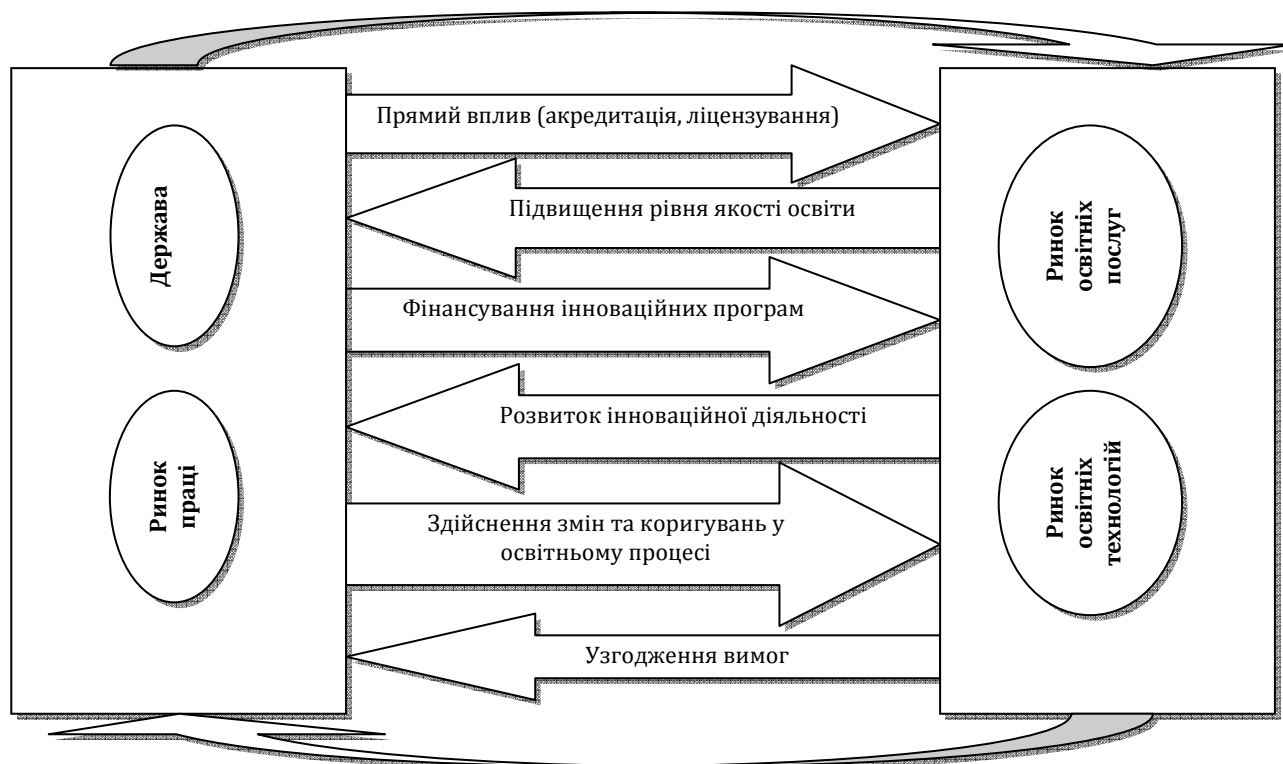 Прямий вплив (акредитація, ліцензування)
Підвищення рівня якості освіти
Фінансування інноваційних програм
Розвиток інноваційної діяльності
Здійснення змін та коригувань у
освітньому процесі
Узгодження вимог
Держава
Ринок
праці
Ринок
освітніх
послуг
Ринок
освітніх
технологій